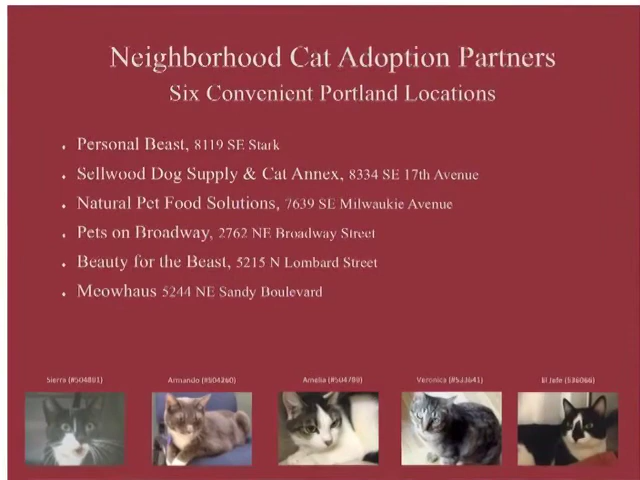 Neighborhood Cat Adoption Partners
Six Convenient Portland Locations
• Personal Beast, 8119 SE Stark
• Sellwood Dog Supply & Cat Annex, 8334 SE 17th Avenue
• Natural Pet Food Solutions, 7639 SE Milwaukie Avenue
• Pets on Broadway, 2762 NE Broadway Street
• Beauty for the Beast, 5215 N Lombard Street
• Meowhaus 5244 NE Sandy Boulevard
Sierra Armando Amelia Veronica El Jefe